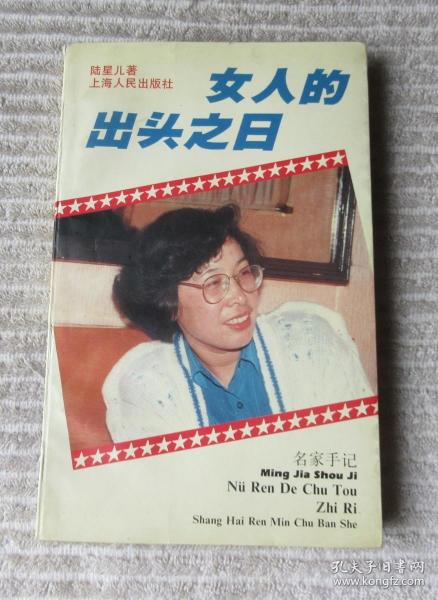 陆星儿著
上海人民出版社
女人的
出头之日
名家手记
Ming Jia Shou Ji
Nü Ren De Chu Tou
Zhi Ri
Shang Hai Ren Min Chu Ban She
孔夫子旧书网
www.kongfz.com